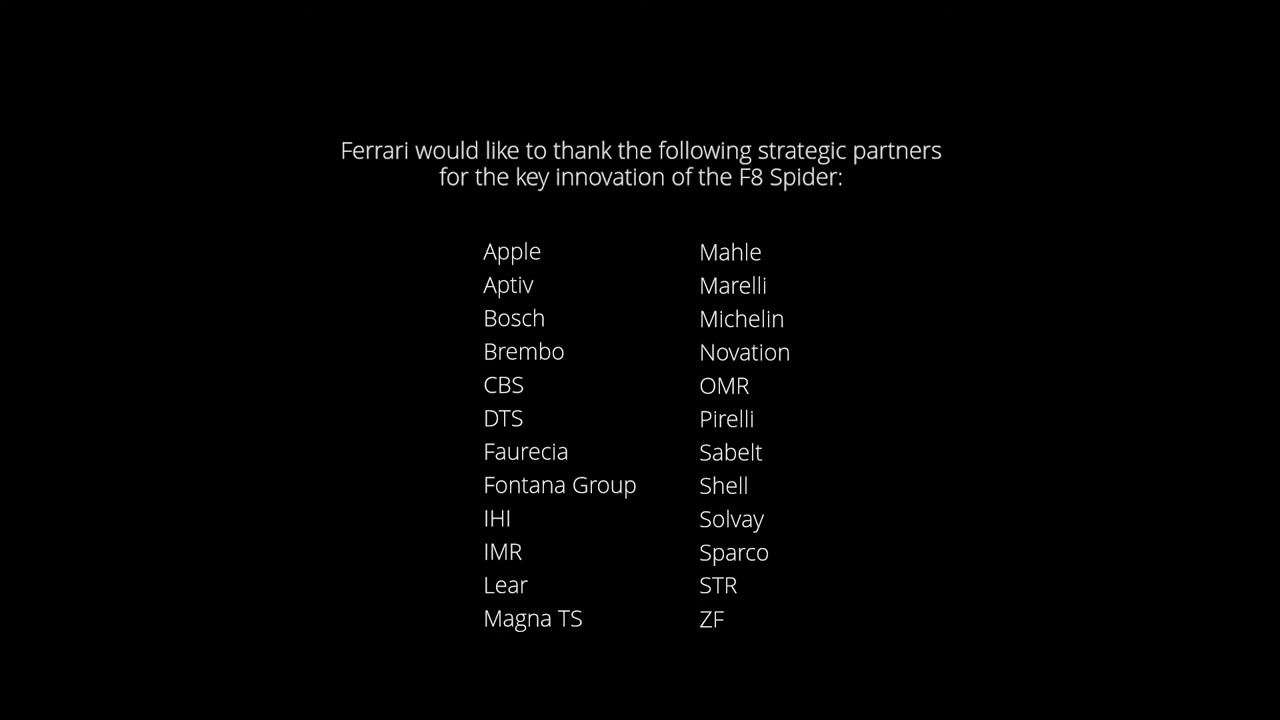 Ferrari would like to thank the following strategic partners
for the key innovation of the F8 Spider:
Apple
Aptiv
Bosch
Brembo
CBS
DTS
Faurecia
Fontana Group
IHI
IMR
Lear
Magna TS
Mahle
Marelli
Michelin
Novation
OMR
Pirelli
Sabelt
Shell
Solvay
Sparco
STR
ZF